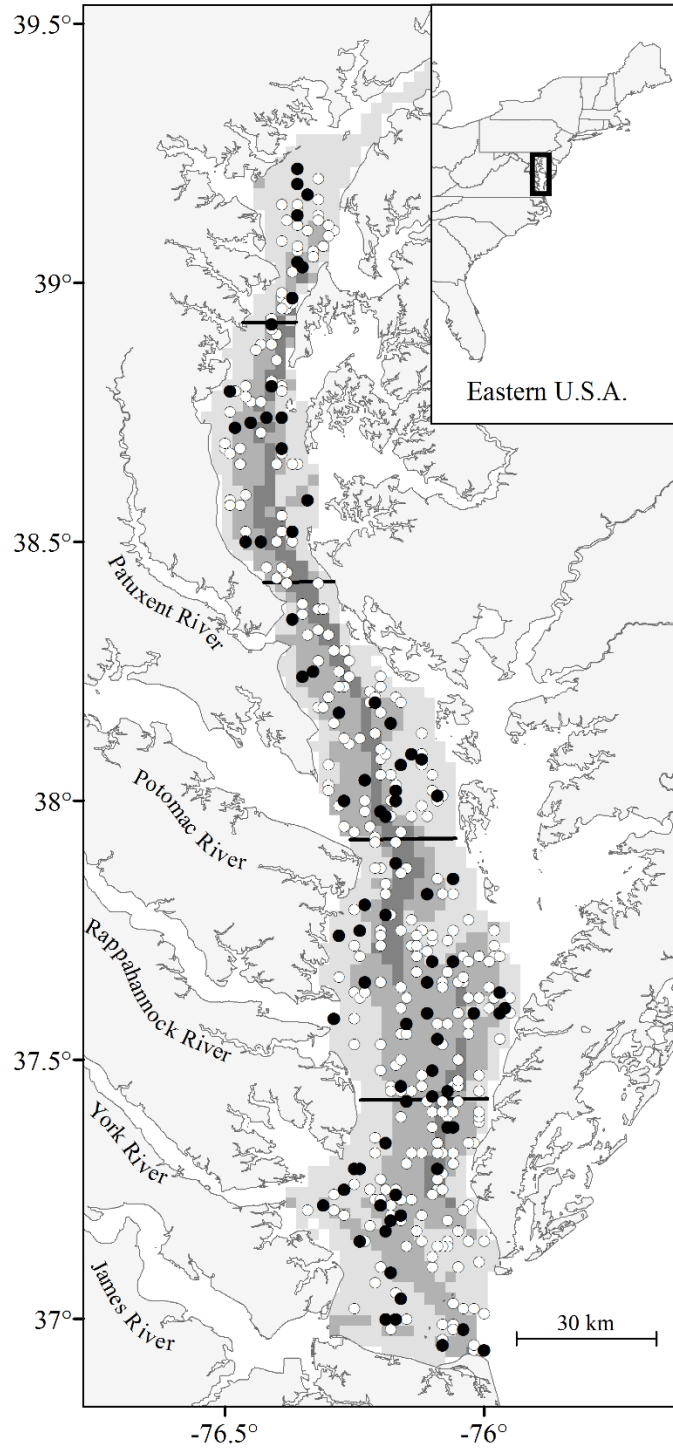 39.5°
Eastern U.S.A.
39°
38.5°
Patuxent River
38°
Potomac River
Rappahannock River
37.5°
York River
James River
37°
30 km
-76.5°
-76°